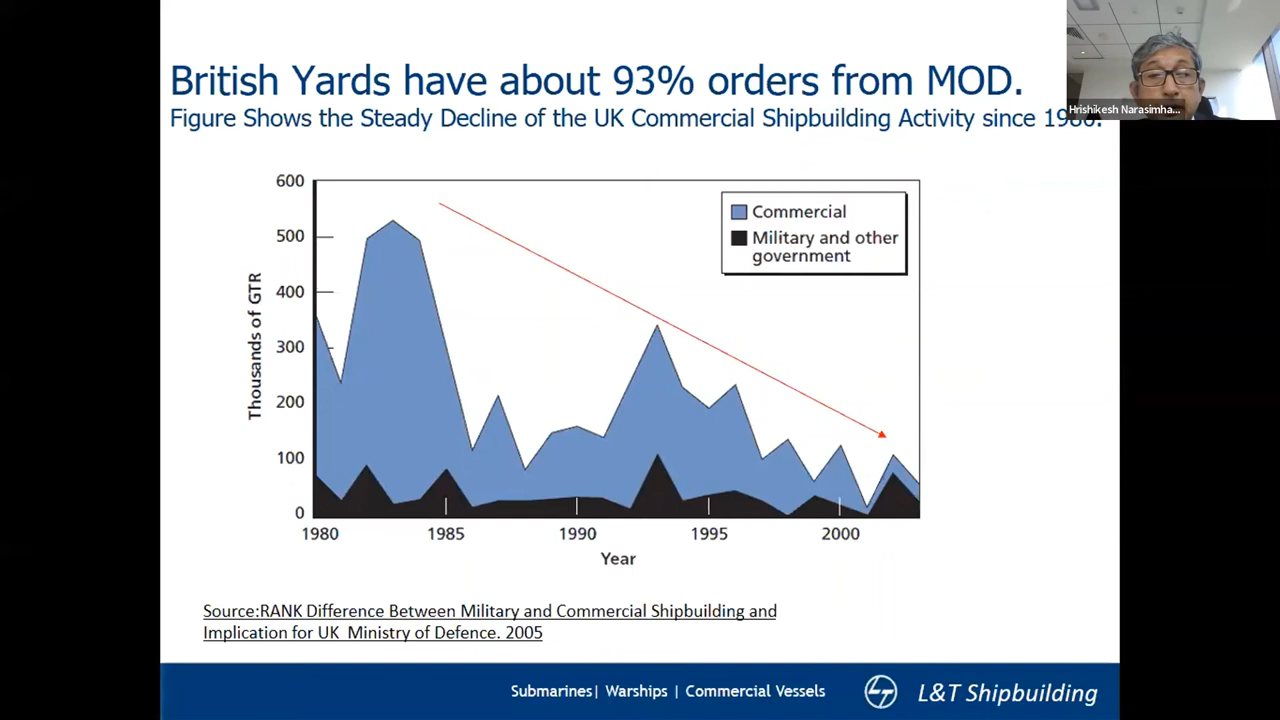 British Yards have about 93% orders from MOD.
Figure Shows the Steady Decline of the UK Commercial Shipbuilding Activity since 1980.
Hrishikesh Narasimha...
600
500
400
300
200
100
0
Thousands of GTR
Commercial
Military and other
government
1980
1985
1990
1995
2000
Year
Source:RANK Difference Between Military and Commercial Shipbuilding and
Implication for UK Ministry of Defence. 2005
Submarines| Warships | Commercial Vessels
L&T Shipbuilding